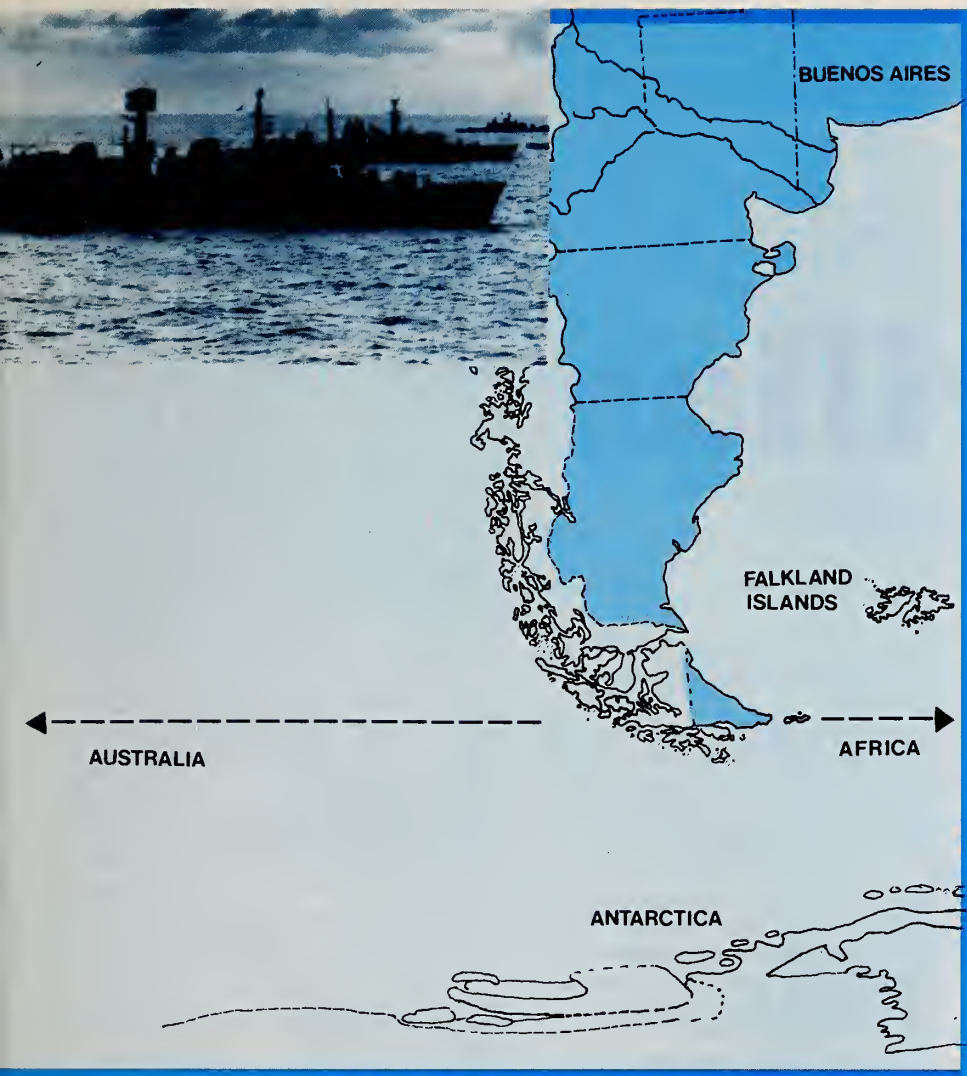 BUENOS AIRES
FALKLAND
ISLANDS
AUSTRALIA
AFRICA
ANTARCTICA